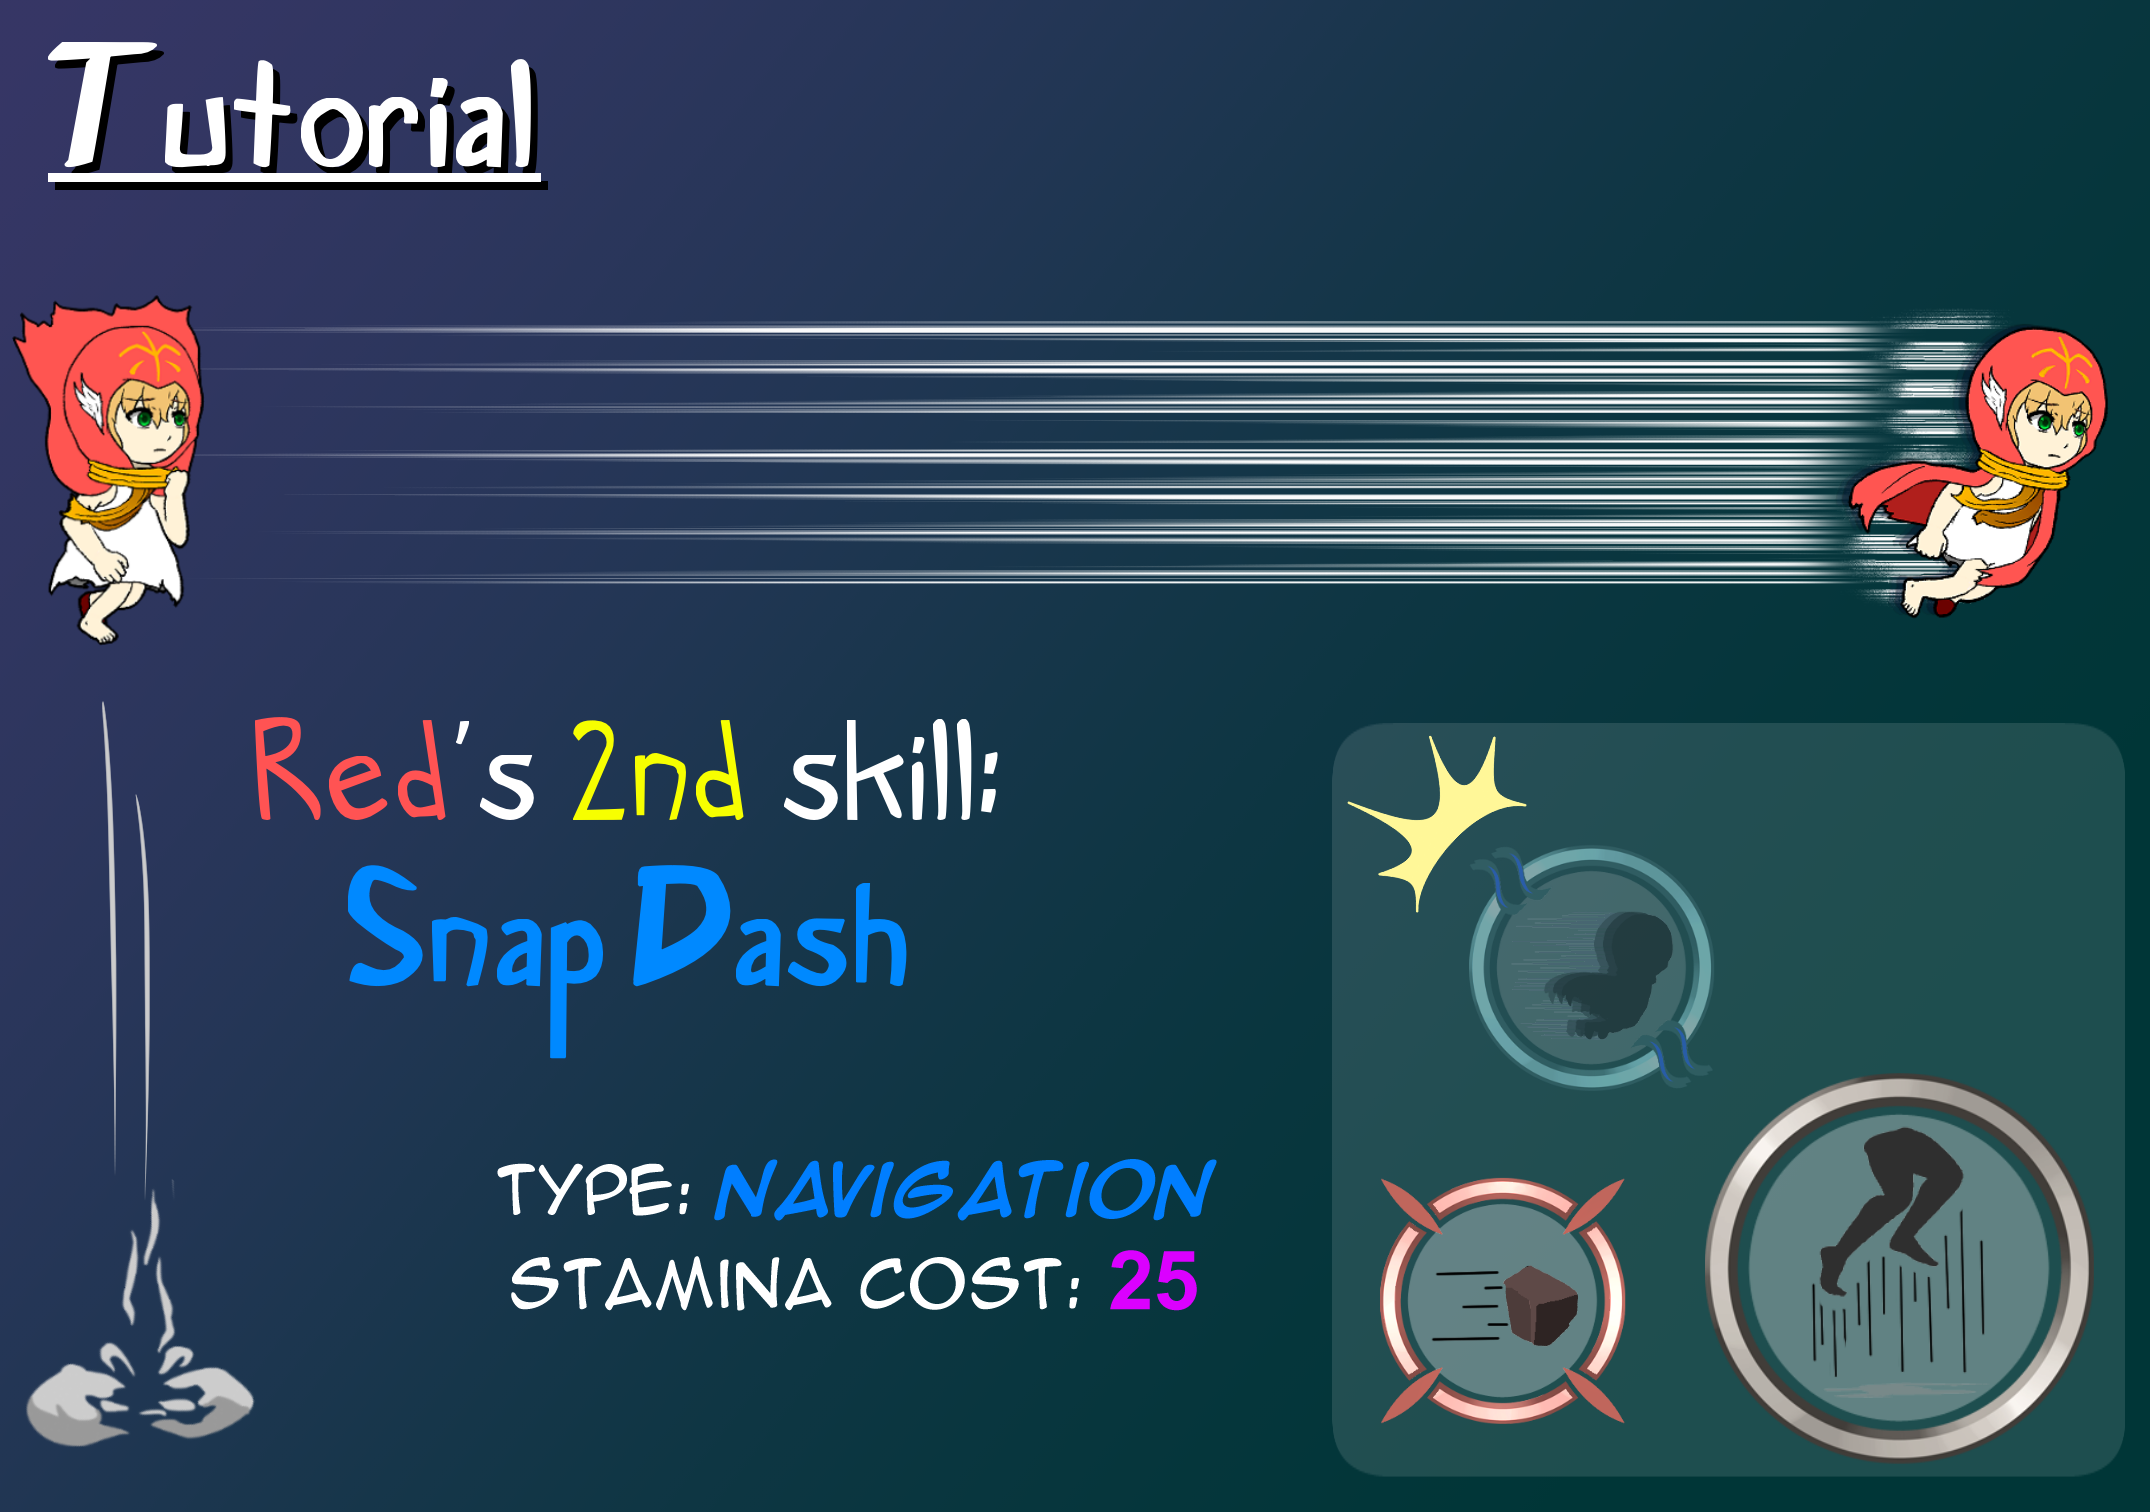 Tutorial
Red's 2nd skill:
Snap Dash
TYPE: NAVIGATION
STAMINA COST: 25